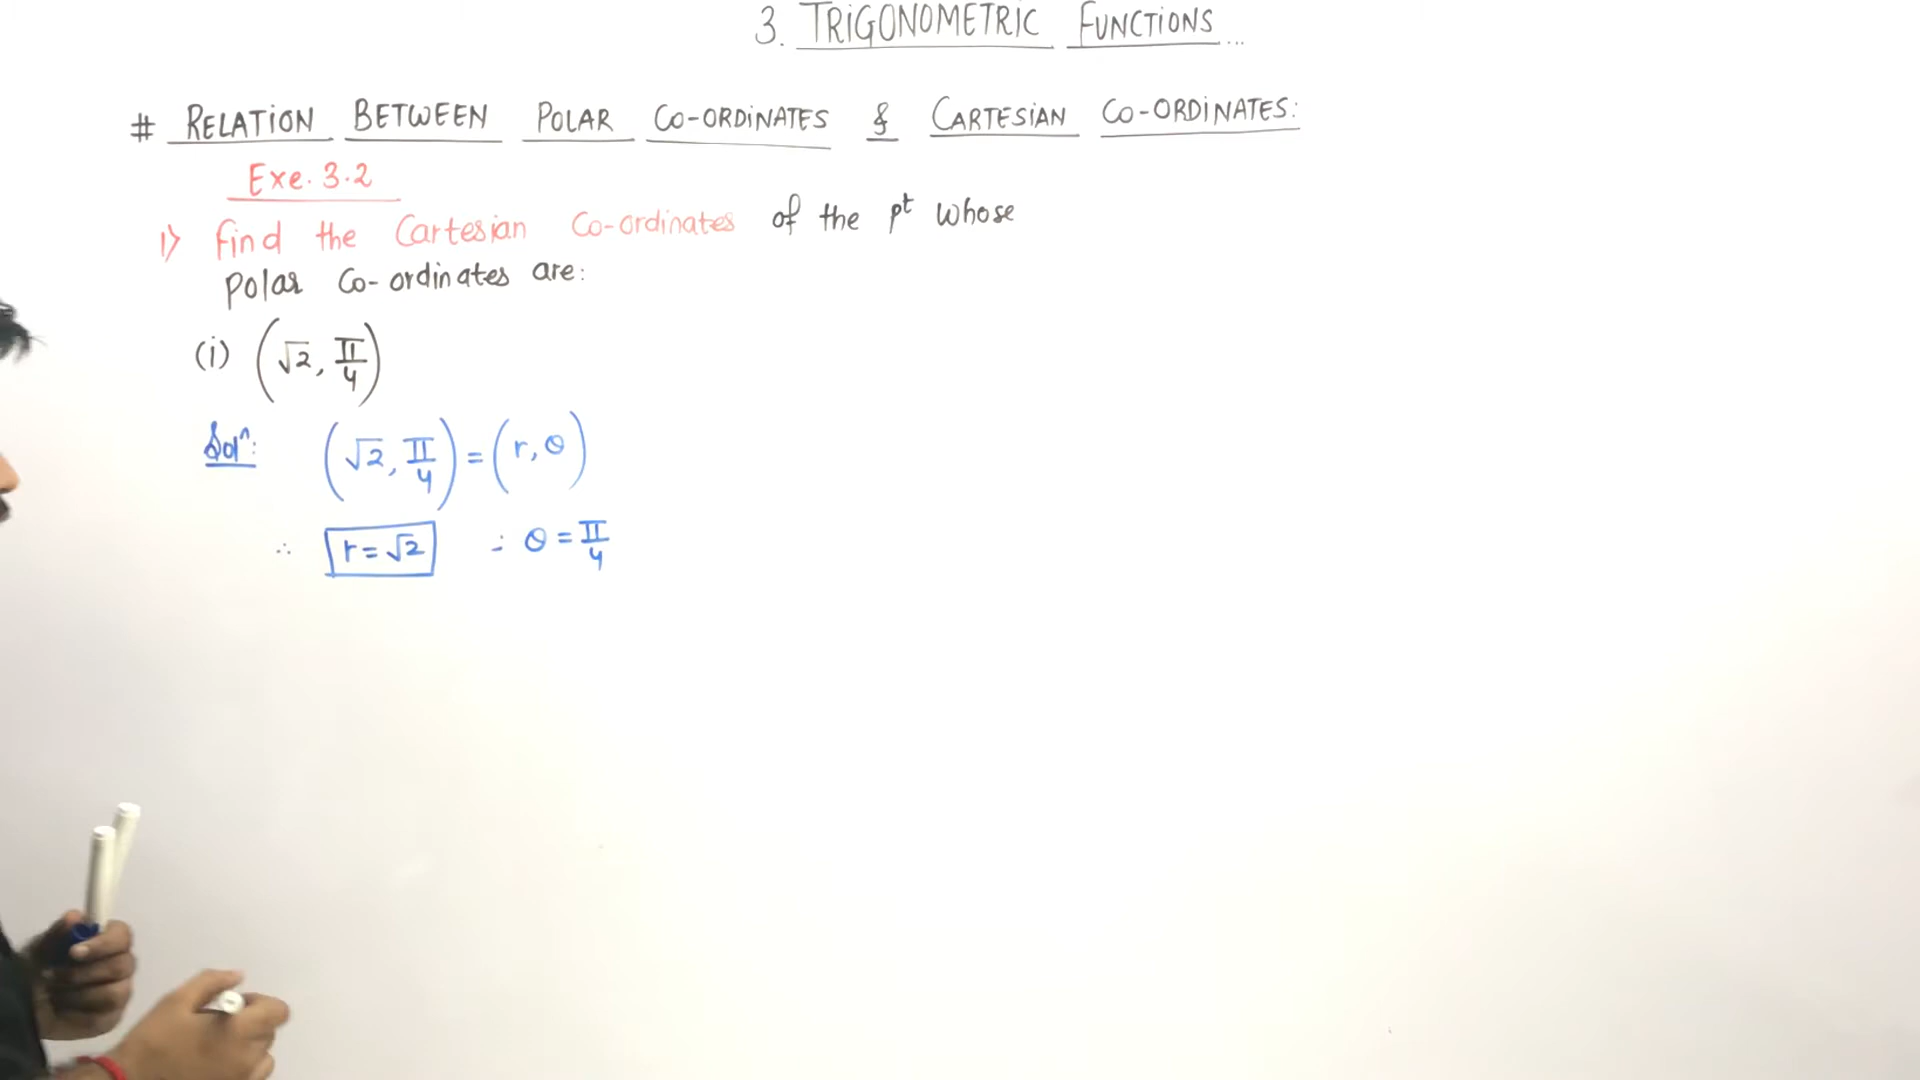 3. TRIGONOMETRIC FUNCTIONS...
# RELATION BETWEEN POLAR CO-ORDINATES & CARTESIAN CO-ORDINATES:
Exe. 3.2
1) Find the Cartesian Co-ordinates of the pt whose
polar Co-ordinates are:
(i) (√2, π/4)
Solⁿ: (√2, π/4) = (r, θ)
∴ r = √2 ∴ θ = π/4